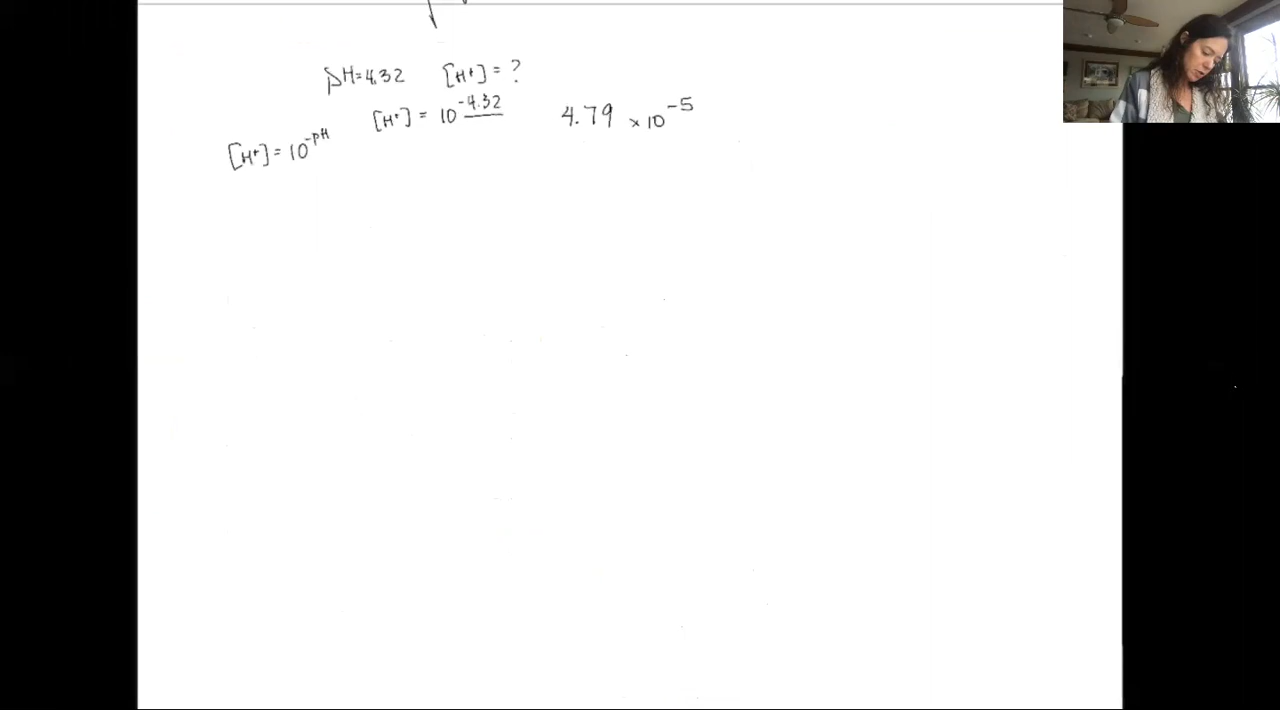 pH=4.32 [H⁺] = ?
[H⁺] = 10⁻⁴·³² 4.79 × 10⁻⁵
[H⁺] = 10⁻ᵖᴴ